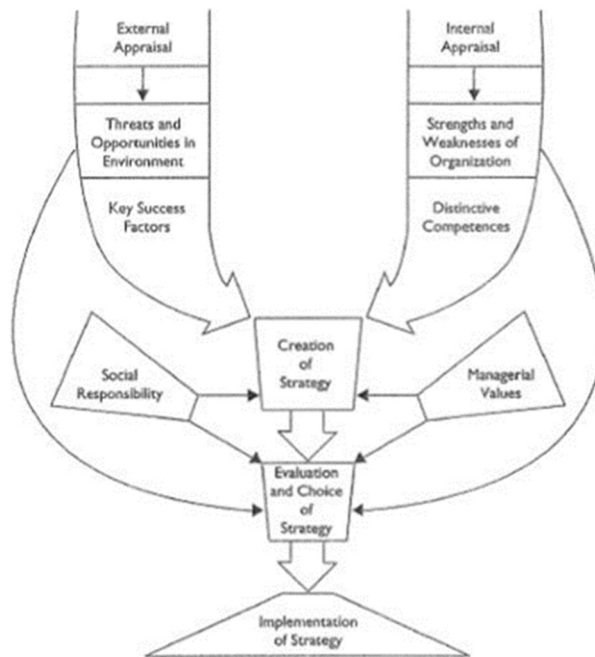 External
Appraisal
Internal
Appraisal
Threats and
Opportunities in
Environment
Strengths and
Weaknesses of
Organization
Key Success
Factors
Distinctive
Competences
Creation
of
Strategy
Social
Responsibility
Managerial
Values
Evaluation
and Choice
of
Strategy
Implementation
of Strategy